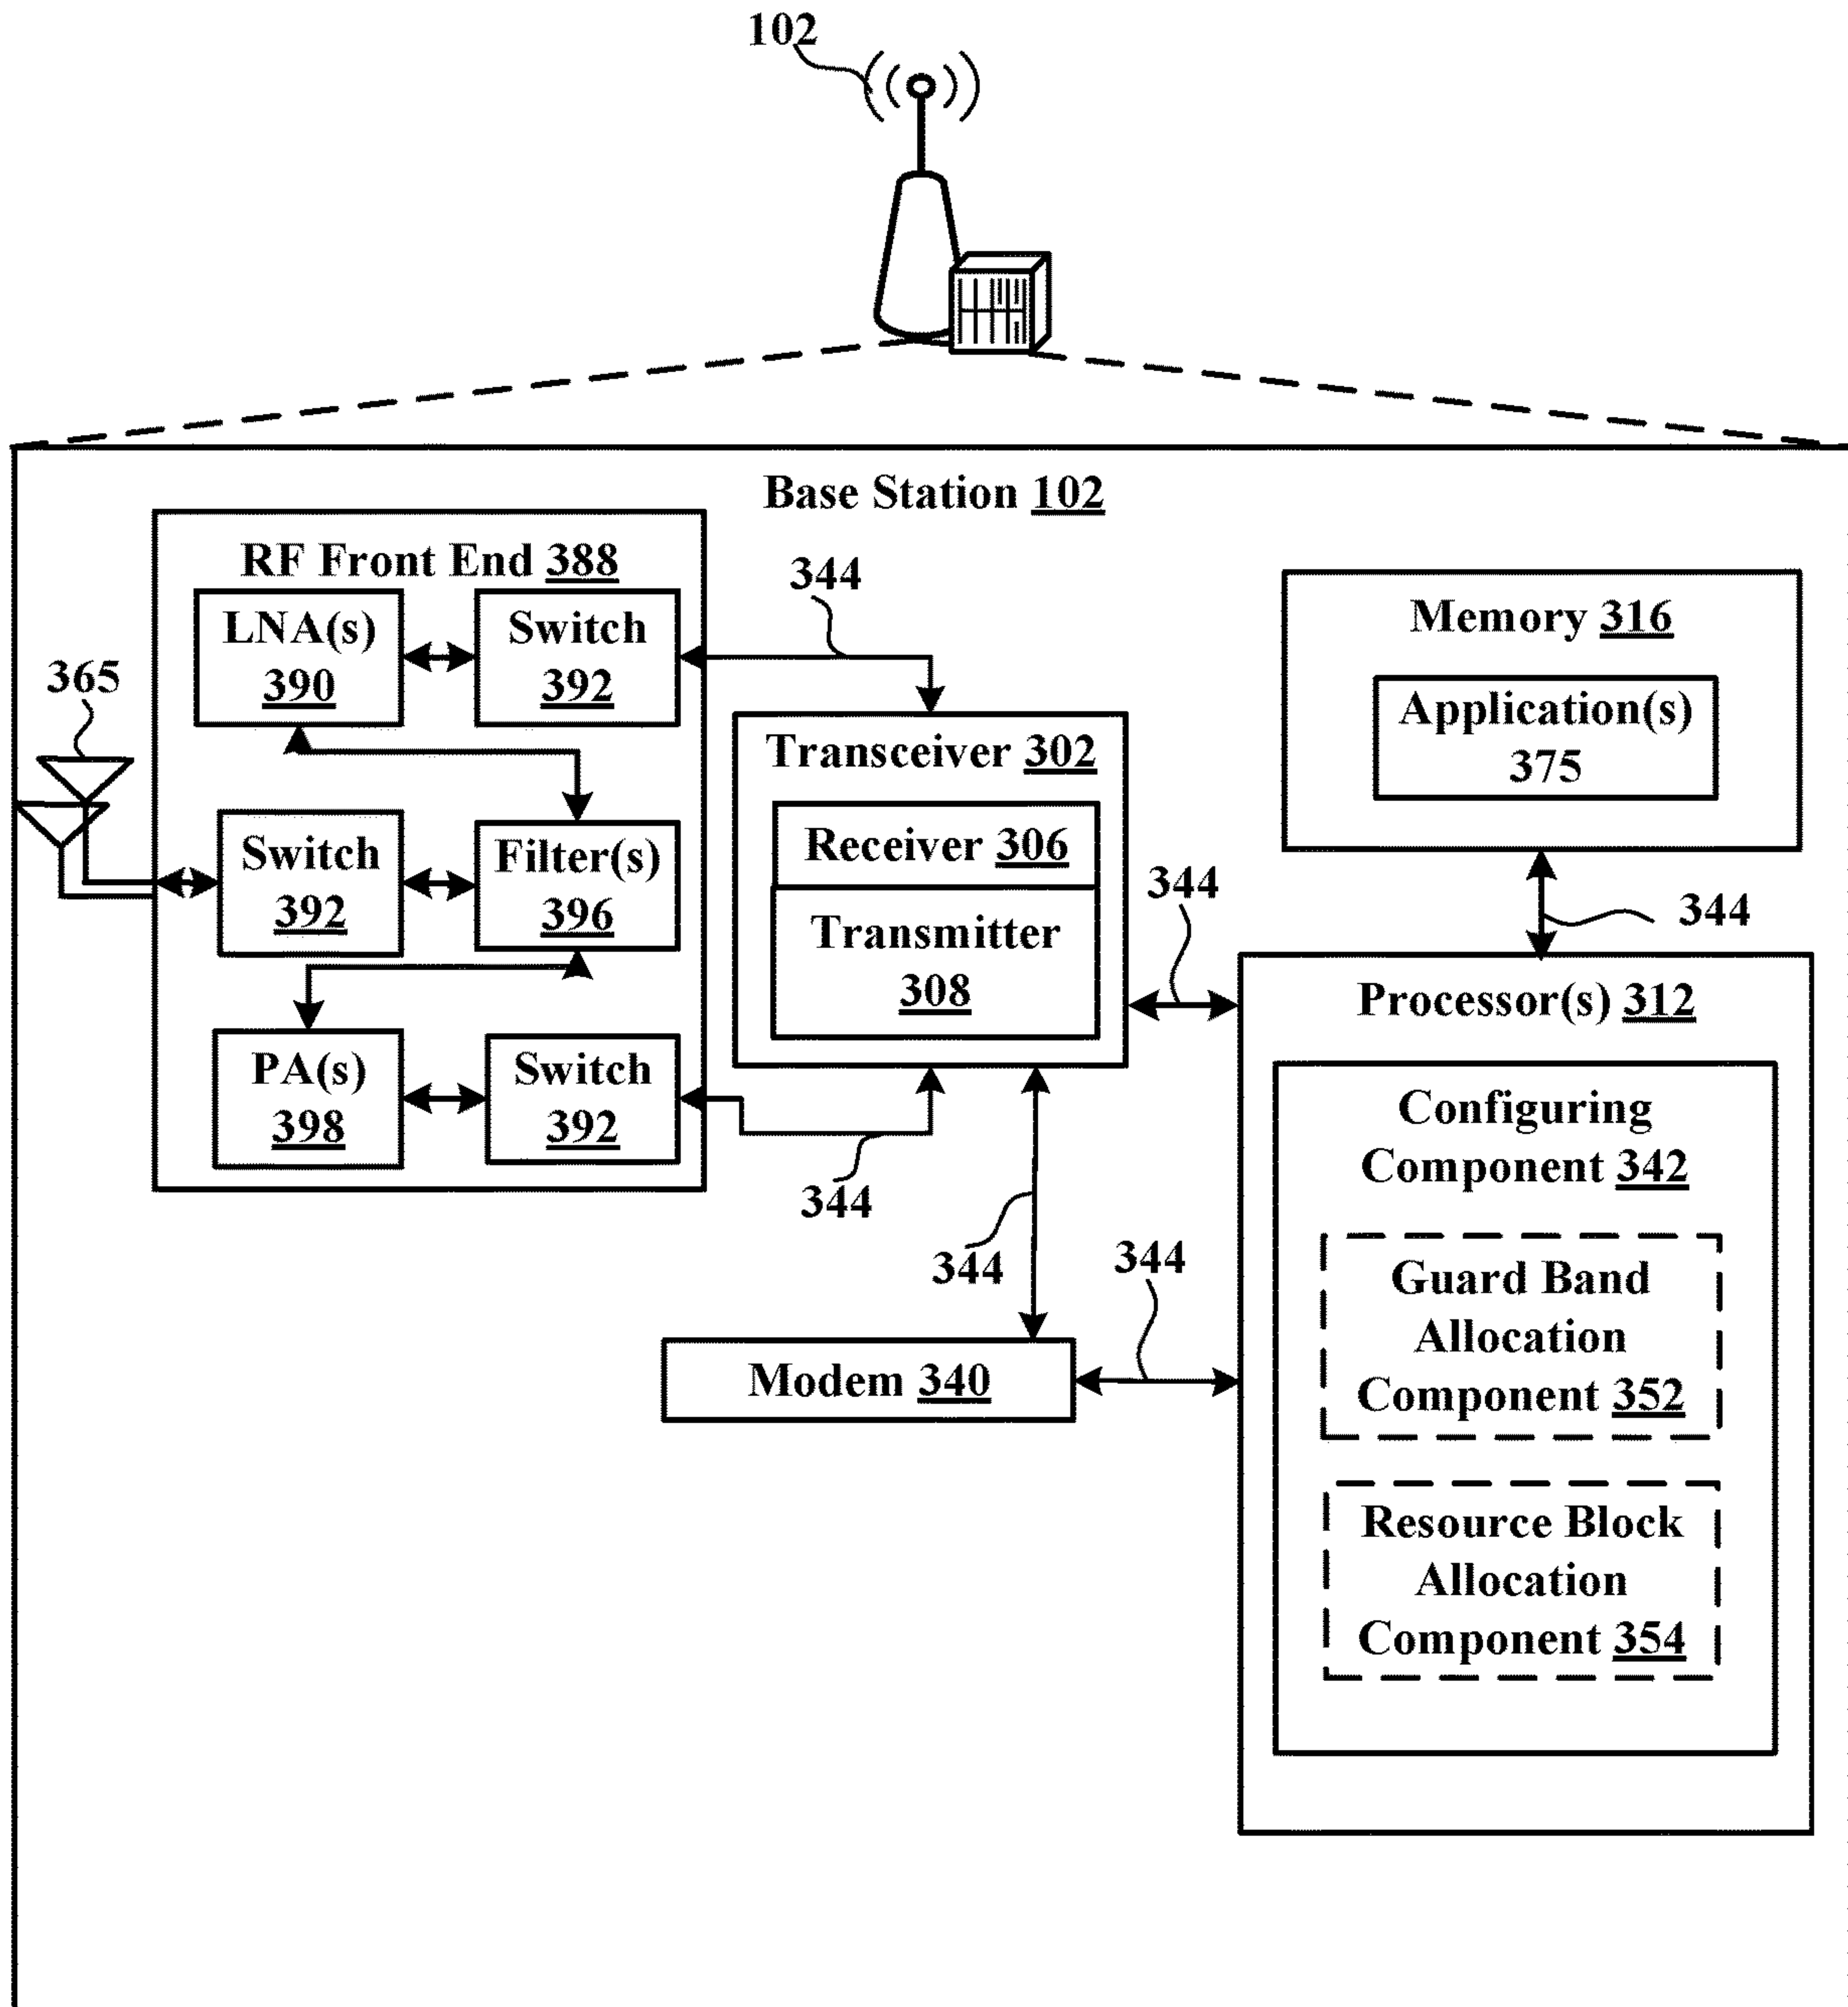 102
Base Station 102
RF Front End 388
LNA(s)
390
Switch
392
344
365
Switch
392
Filter(s)
396
PA(s)
398
Switch
392
344
Transceiver 302
Receiver 306
Transmitter
308
344
344
Modem 340
344
Memory 316
Application(s)
375
344
Processor(s) 312
Configuring
Component 342
Guard Band
Allocation
Component 352
Resource Block
Allocation
Component 354